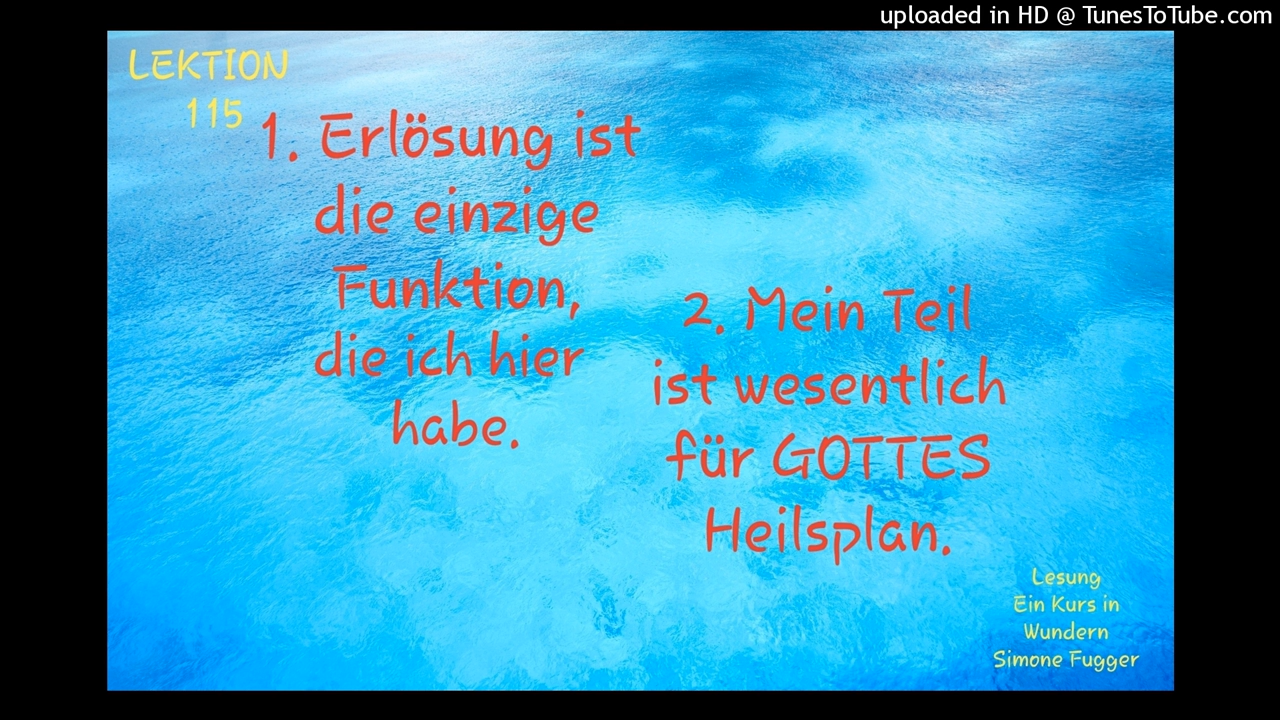 uploaded in HD @ TunesToTube.com
LEKTION
115
1. Erlösung ist
die einzige
Funktion,
die ich hier
habe.
2. Mein Teil
ist wesentlich
für GOTTES
Heilsplan.
Lesung
Ein Kurs in
Wundern
Simone Fugger